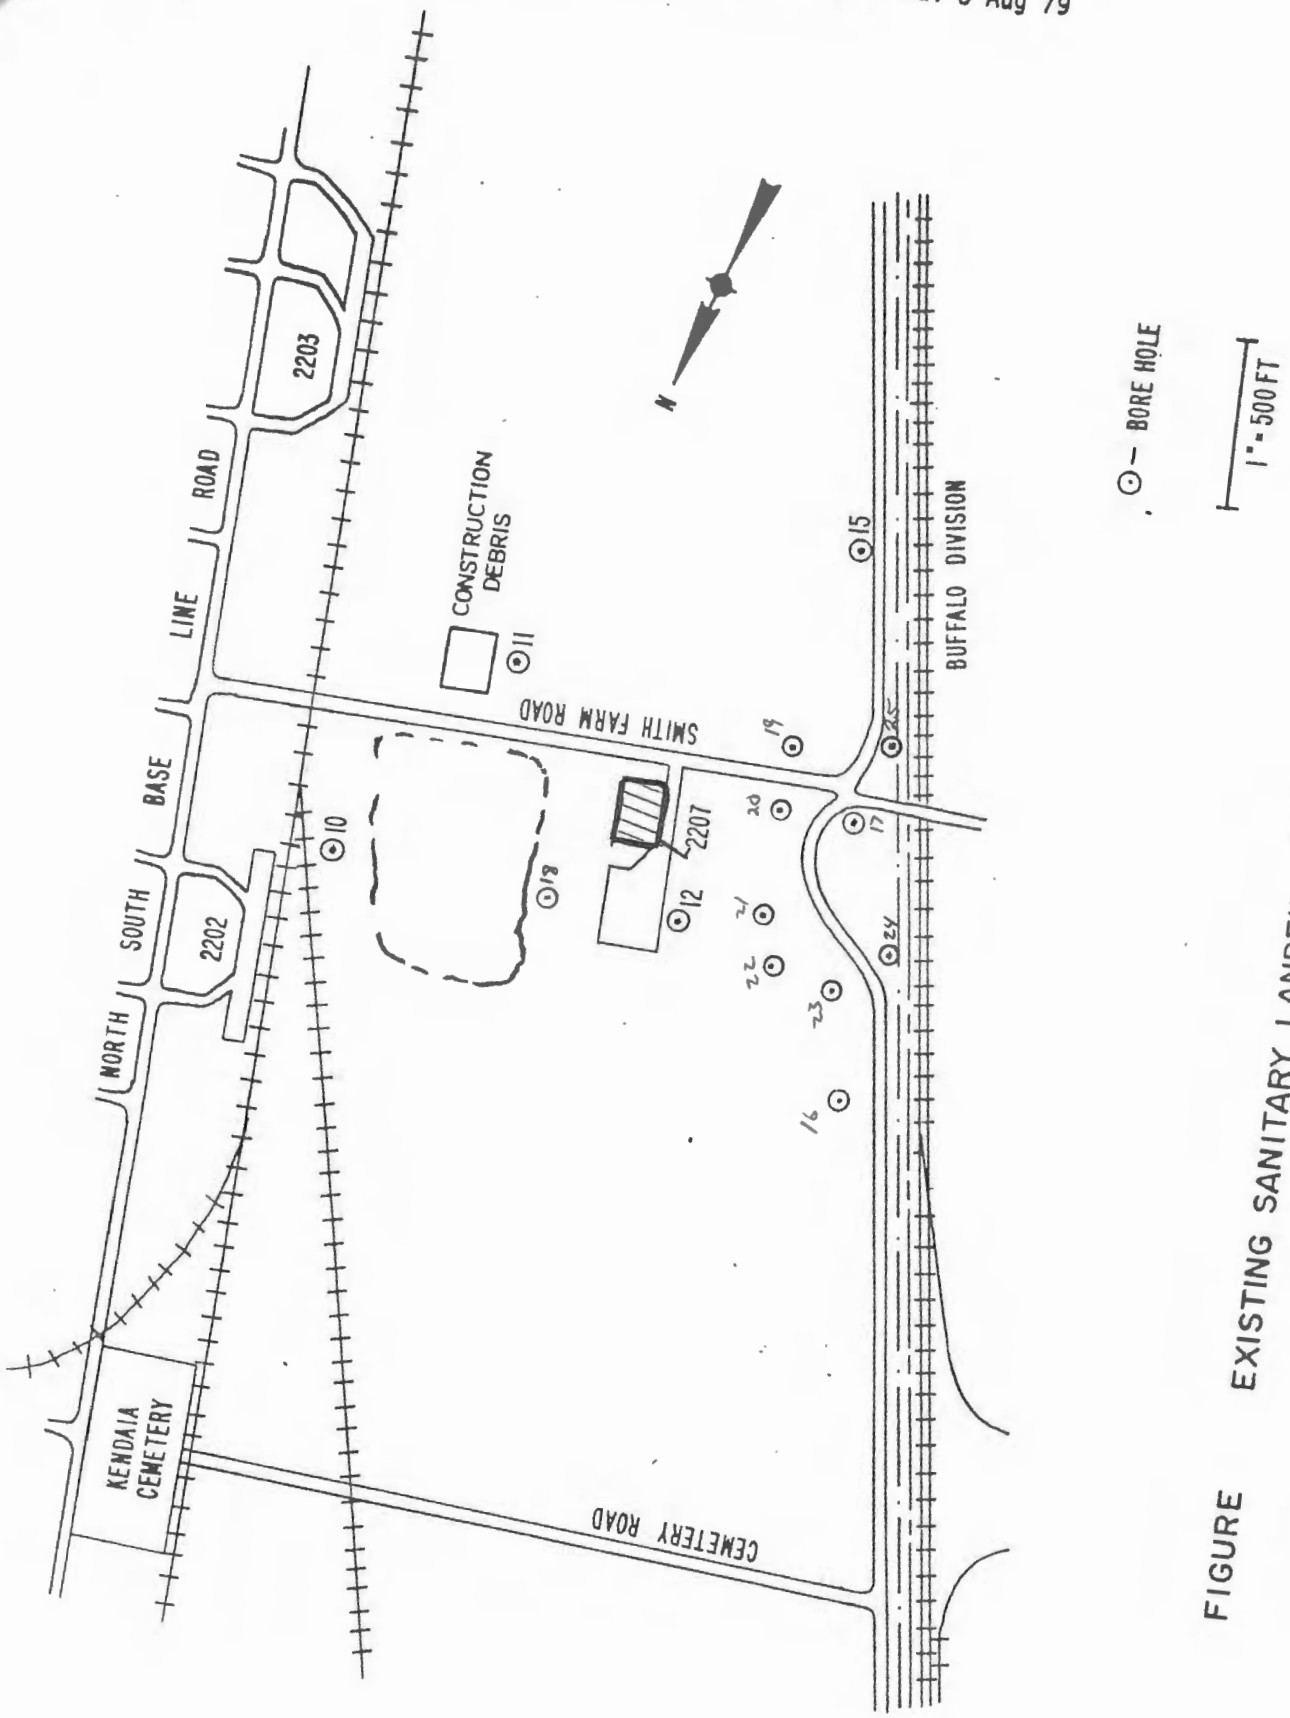 Aug 79
NORTH SOUTH BASE LINE ROAD
2203
2202
CONSTRUCTION
DEBRIS
11
10
18
SMITH FARM ROAD
2207
12
19
20
21
22
23
16
17
24
25
15
N
BUFFALO DIVISION
KENDAIA
CEMETERY
CEMETERY ROAD
⊙ – BORE HOLE
1" = 500 FT
FIGURE EXISTING SANITARY